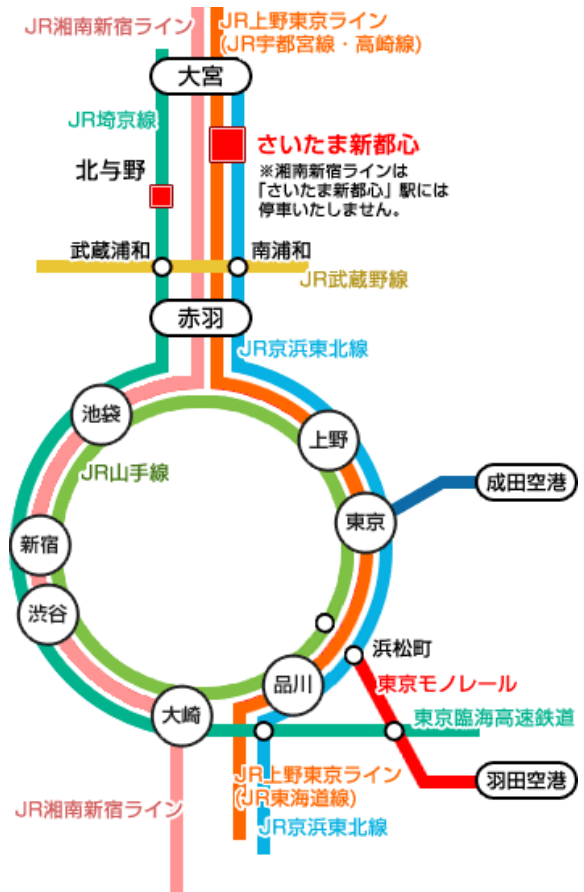 JR湘南新宿ライン
JR上野東京ライン
(JR宇都宮線・高崎線)
大宮
JR埼京線
さいたま新都心
※湘南新宿ラインは
「さいたま新都心」駅には
停車いたしません。
北与野
武蔵浦和
南浦和
JR武蔵野線
赤羽
JR京浜東北線
池袋
上野
JR山手線
成田空港
東京
新宿
渋谷
浜松町
品川
東京モノレール
大崎
東京臨海高速鉄道
JR上野東京ライン
(JR東海道線)
羽田空港
JR湘南新宿ライン
JR京浜東北線